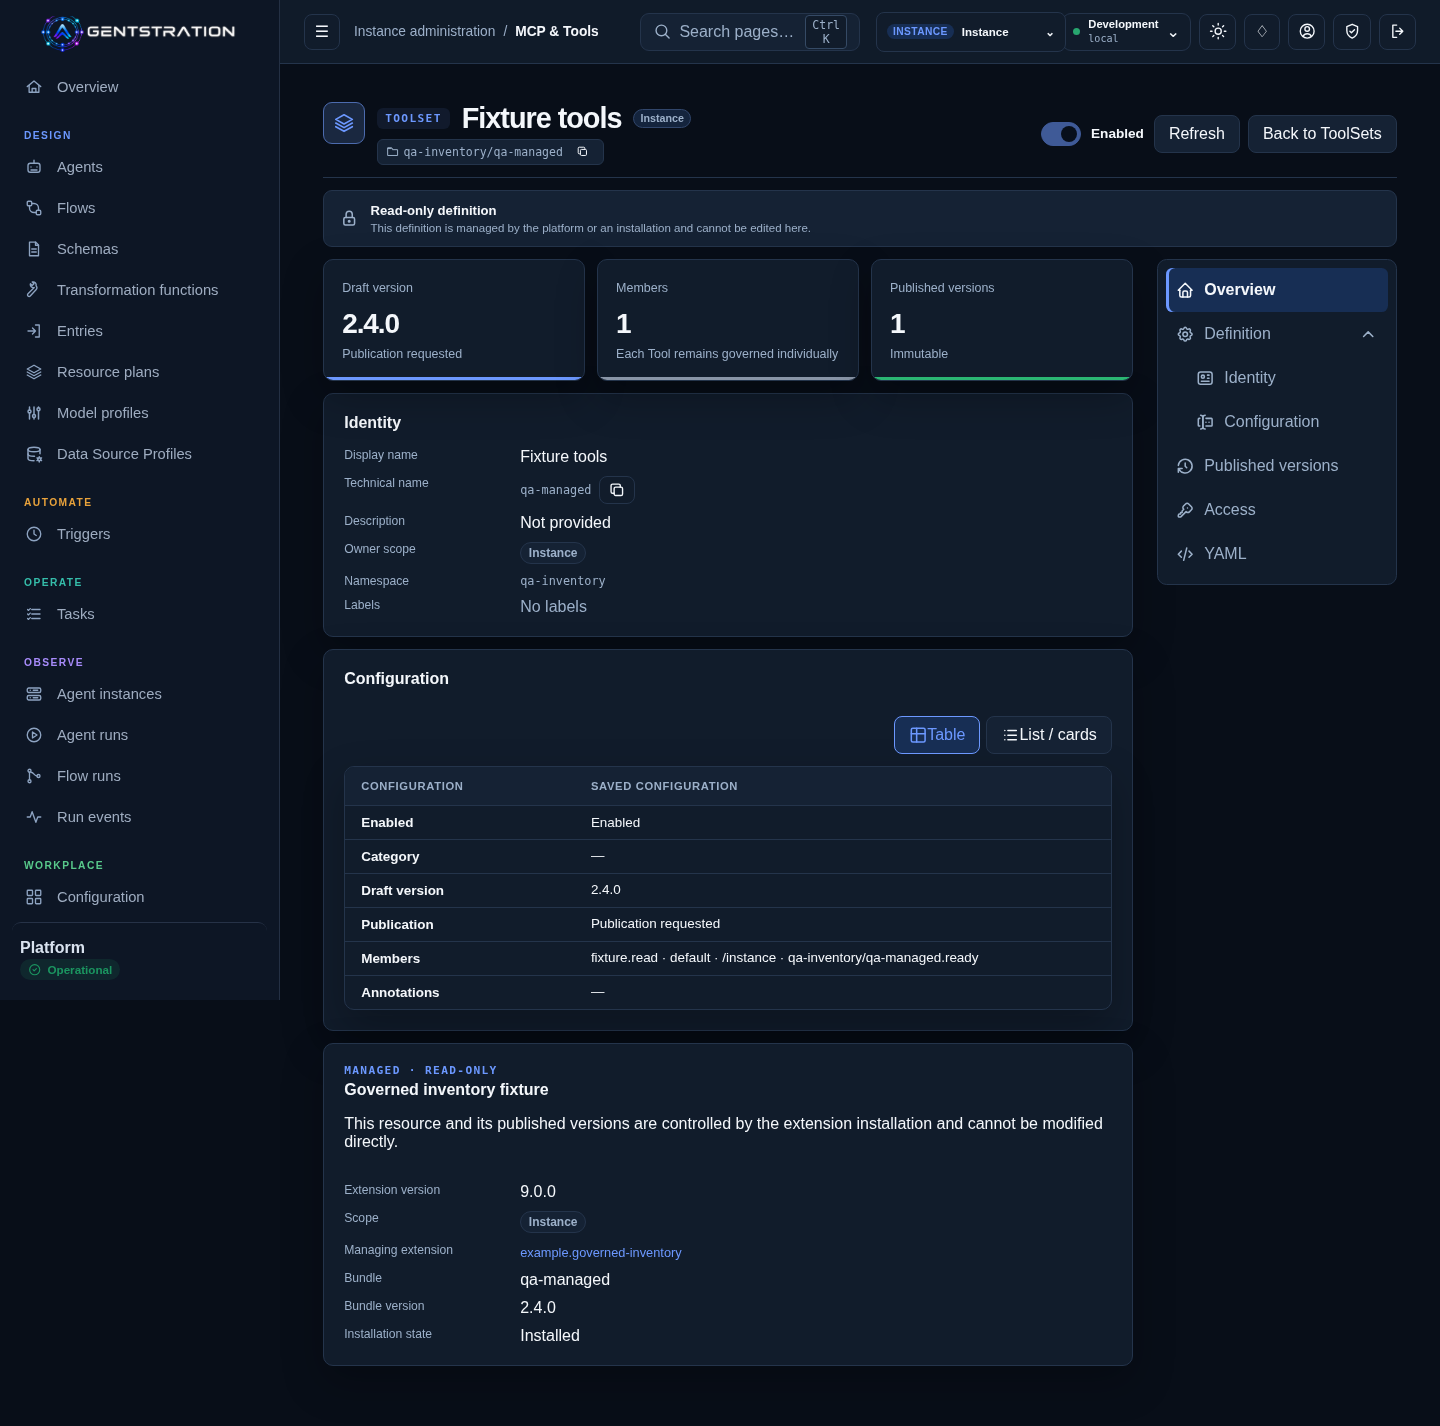 GENTSTRATION
Instance administration / MCP & Tools
Search pages…
Ctrl K
INSTANCE Instance
Development
local
Overview
DESIGN
Agents
Flows
Schemas
Transformation functions
Entries
Resource plans
Model profiles
Data Source Profiles
AUTOMATE
Triggers
OPERATE
Tasks
OBSERVE
Agent instances
Agent runs
Flow runs
Run events
WORKPLACE
Configuration
Platform
Operational
TOOLSET Fixture tools Instance
qa-inventory/qa-managed
Enabled Refresh Back to ToolSets
Read-only definition
This definition is managed by the platform or an installation and cannot be edited here.
Draft version
2.4.0
Publication requested
Members
1
Each Tool remains governed individually
Published versions
1
Immutable
Overview
Definition
Identity
Configuration
Published versions
Access
YAML
Identity
Display name Fixture tools
Technical name qa-managed
Description Not provided
Owner scope Instance
Namespace qa-inventory
Labels No labels
Configuration
Table List / cards
CONFIGURATION SAVED CONFIGURATION
Enabled Enabled
Category —
Draft version 2.4.0
Publication Publication requested
Members fixture.read · default · /instance · qa-inventory/qa-managed.ready
Annotations —
MANAGED · READ-ONLY
Governed inventory fixture
This resource and its published versions are controlled by the extension installation and cannot be modified
directly.
Extension version 9.0.0
Scope Instance
Managing extension example.governed-inventory
Bundle qa-managed
Bundle version 2.4.0
Installation state Installed